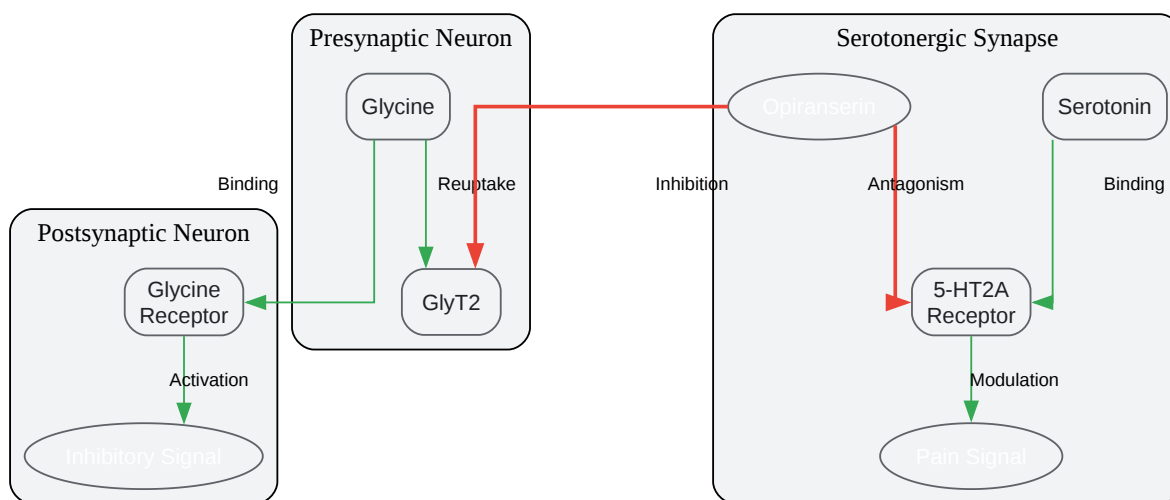 Presynaptic Neuron
Serotonergic Synapse
Glycine
Opiranserin
Serotonin
Binding
Reuptake
Inhibition
Antagonism
Binding
Postsynaptic Neuron
Glycine
Receptor
GlyT2
5-HT2A
Receptor
Activation
Modulation
Inhibitory Signal
Pain Signal